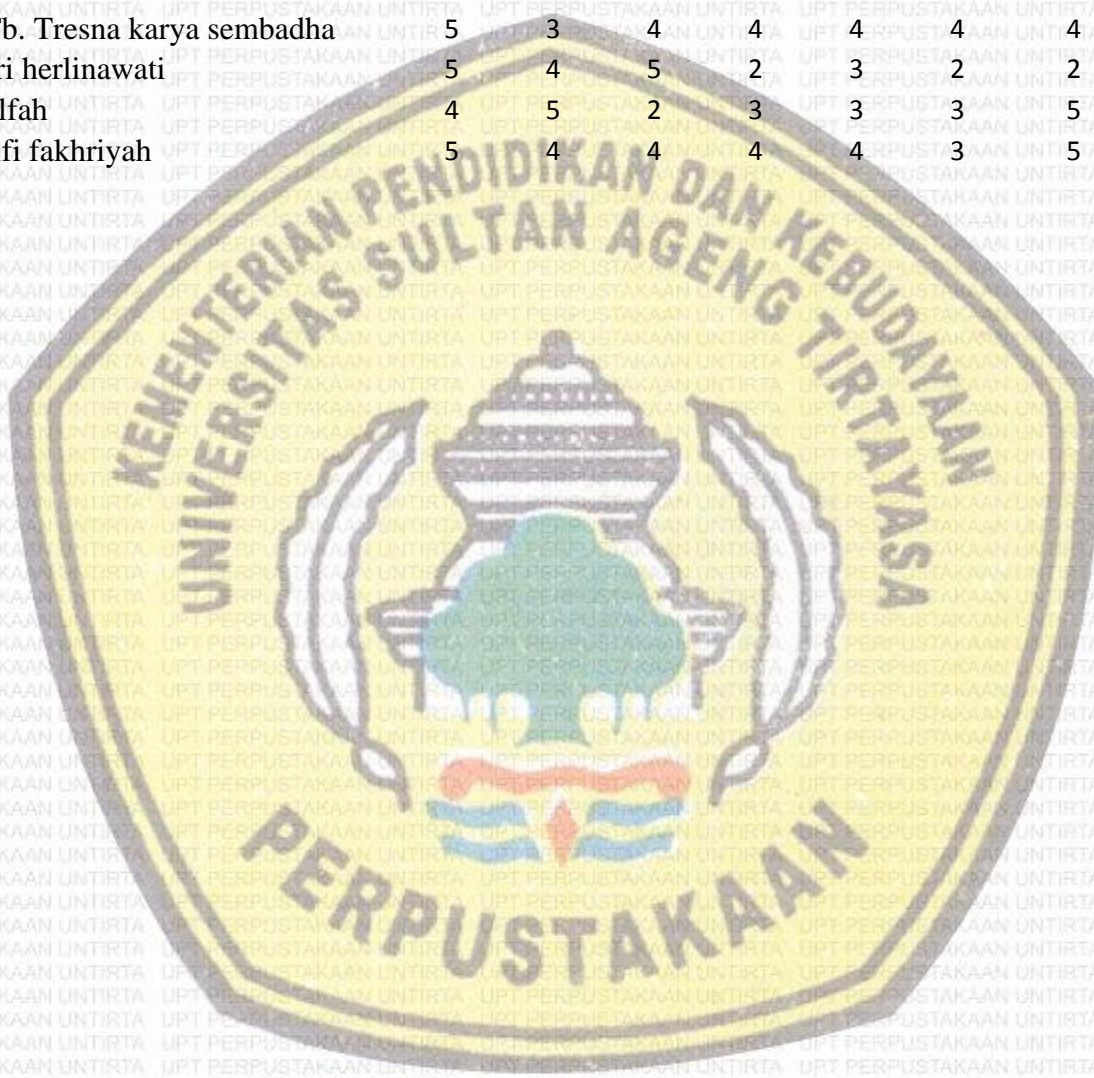 b. Tresna karya sembadha 5 3 4 4 4 4 4
ri herlinawati 5 4 5 2 3 2 2
lfah 4 5 2 3 3 3 5
ifi fakhriyah 5 4 4 4 4 3 5
KEMENTERIAN PENDIDIKAN DAN KEBUDAYAAN
UNIVERSITAS SULTAN AGENG TIRTAYASA
PERPUSTAKAAN